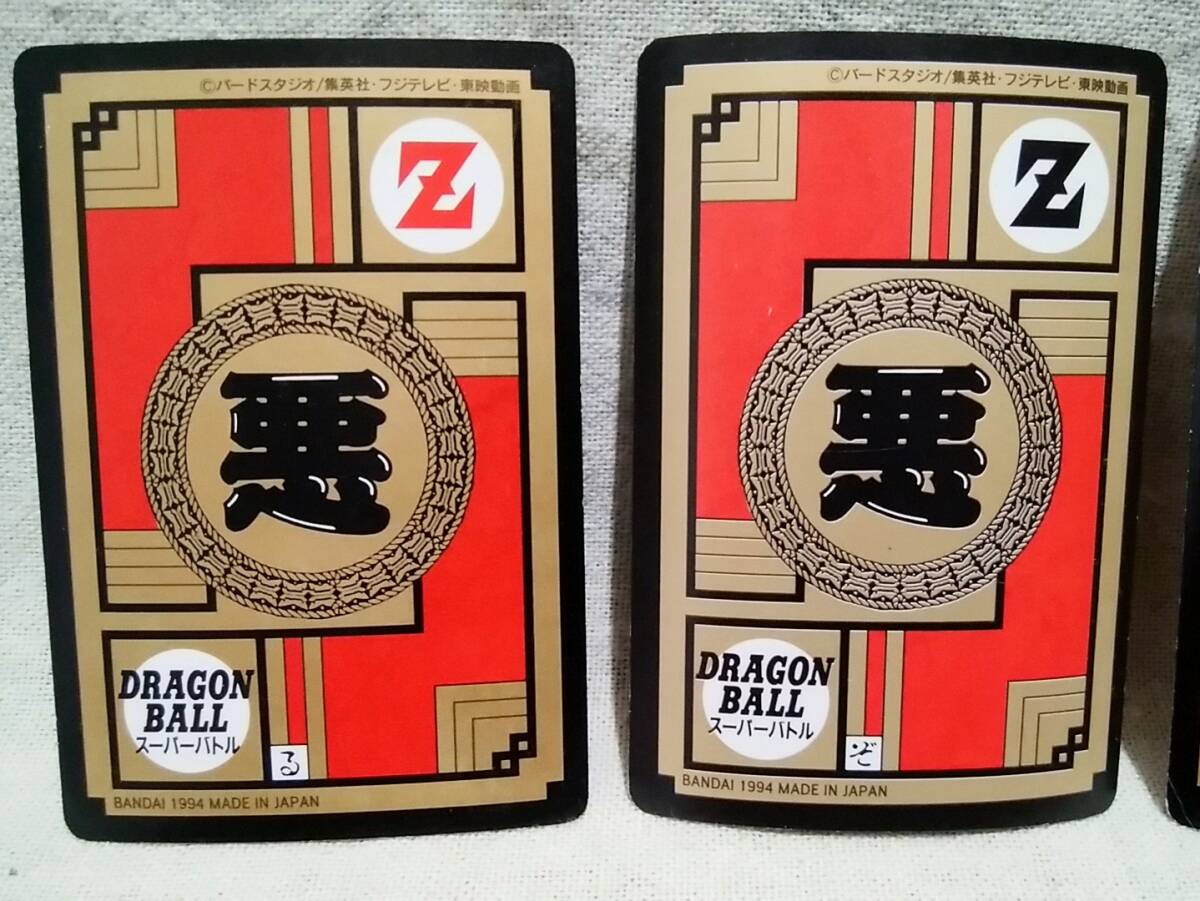 ©バードスタジオ/集英社・フジテレビ・東映動画
Z
悪
DRAGON
BALL
スーパーバトル
る
BANDAI 1994 MADE IN JAPAN
©バードスタジオ/集英社・フジテレビ・東映動画
Z
悪
DRAGON
BALL
スーパーバトル
ぞ
BANDAI 1994 MADE IN JAPAN